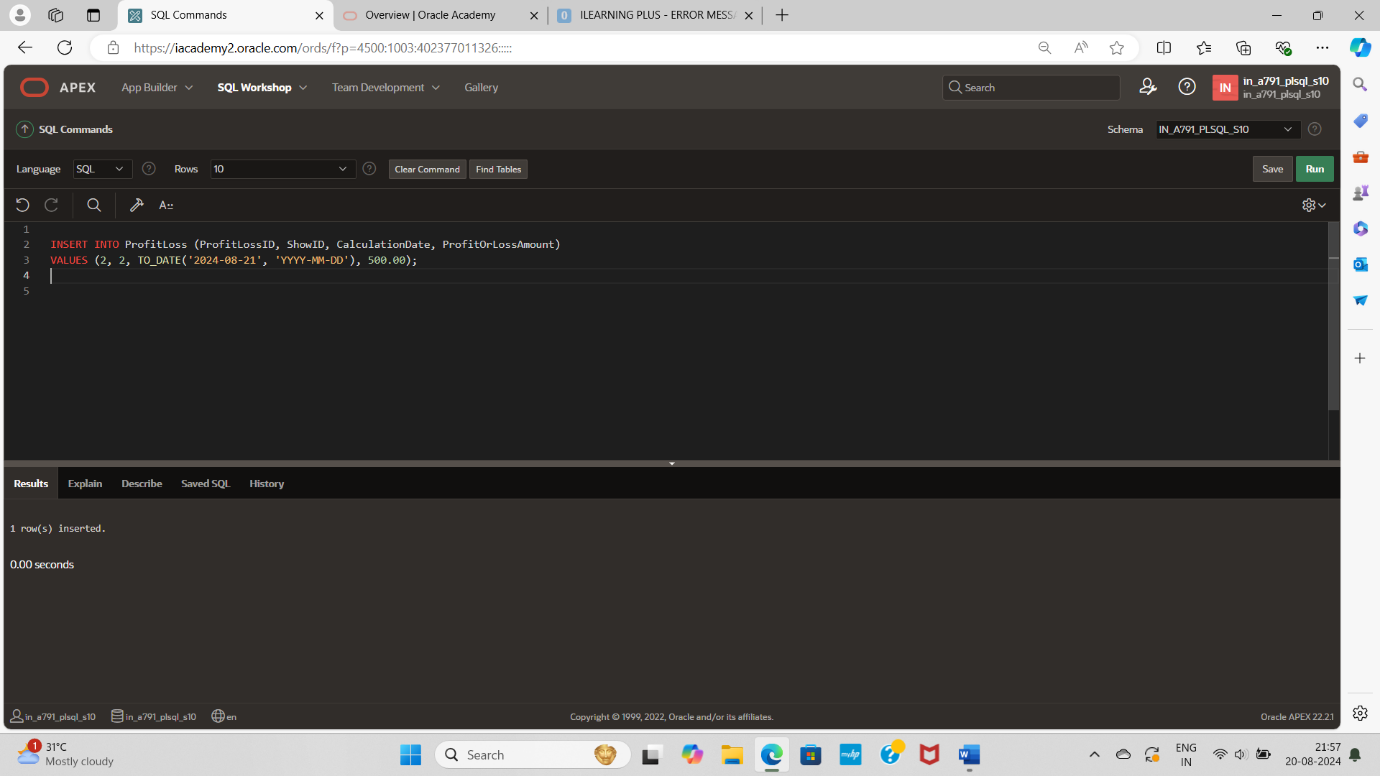 SQL Commands
Overview | Oracle Academy
ILEARNING PLUS - ERROR MESSA
https://iacademy2.oracle.com/ords/f?p=4500:1003:402377011326:::::
APEX App Builder SQL Workshop Team Development Gallery Search IN in_a791_plsql_s10
in_a791_plsql_s10
SQL Commands Schema IN_A791_PLSQL_S10
Language SQL Rows 10 Clear Command Find Tables Save Run
1
2 INSERT INTO ProfitLoss (ProfitLossID, ShowID, CalculationDate, ProfitOrLossAmount)
3 VALUES (2, 2, TO_DATE('2024-08-21', 'YYYY-MM-DD'), 500.00);
4
5
Results Explain Describe Saved SQL History
1 row(s) inserted.
0.00 seconds
in_a791_plsql_s10 in_a791_plsql_s10 en Copyright © 1999, 2022, Oracle and/or its affiliates. Oracle APEX 22.2.1
1 31°C
Mostly cloudy
Search
myHP
ENG
IN
21:57
20-08-2024